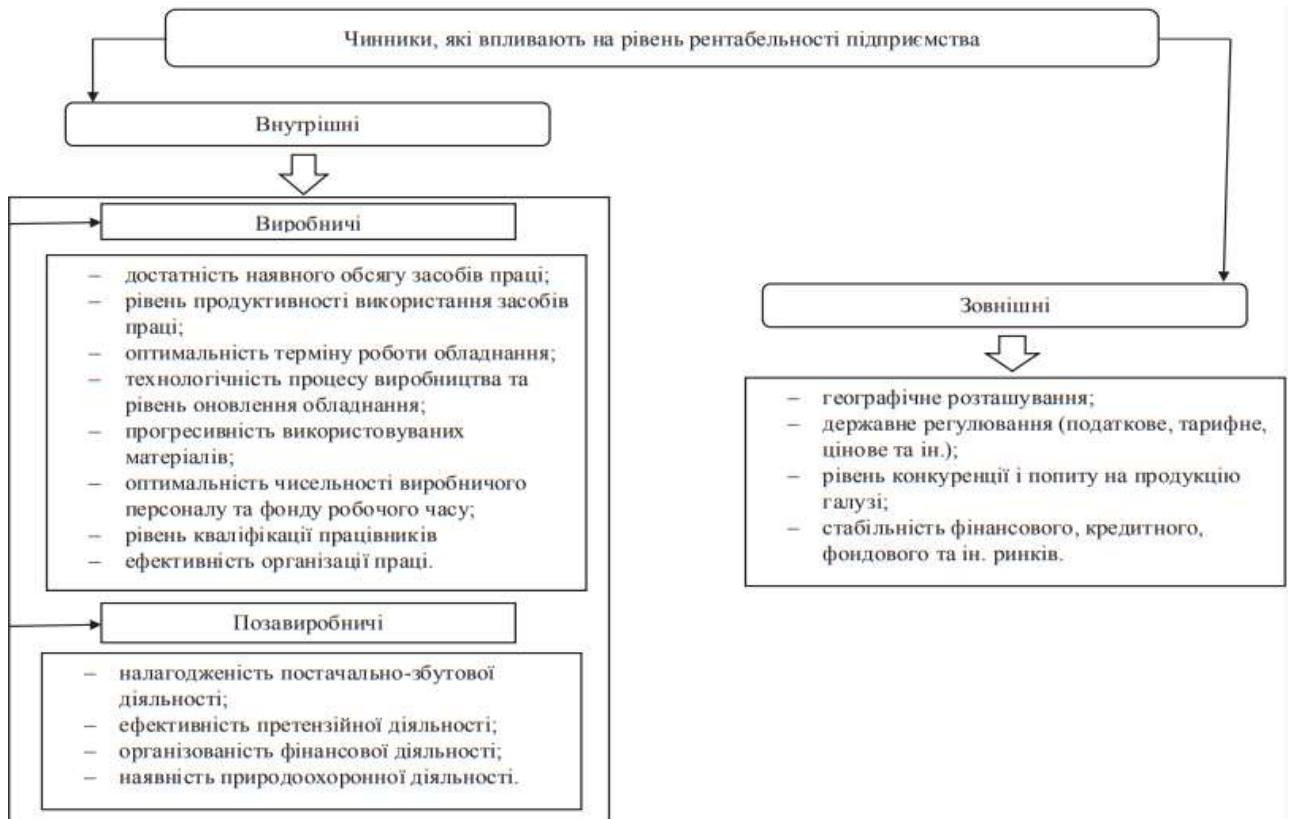 Чинники, які впливають на рівень рентабельності підприємства
Внутрішні
Виробничі
– достатність наявного обсягу засобів праці;
– рівень продуктивності використання засобів
праці;
– оптимальність терміну роботи обладнання;
– технологічність процесу виробництва та
рівень оновлення обладнання;
– прогресивність використовуваних
матеріалів;
– оптимальність чисельності виробничого
персоналу та фонду робочого часу;
– рівень кваліфікації працівників
– ефективність організації праці.
Позавиробничі
– налагодженість постачально-збутової
діяльності;
– ефективність претензійної діяльності;
– організованість фінансової діяльності;
– наявність природоохоронної діяльності.
Зовнішні
– географічне розташування;
– державне регулювання (податкове, тарифне,
цінове та ін.);
– рівень конкуренції і попиту на продукцію
галузі;
– стабільність фінансового, кредитного,
фондового та ін. ринків.